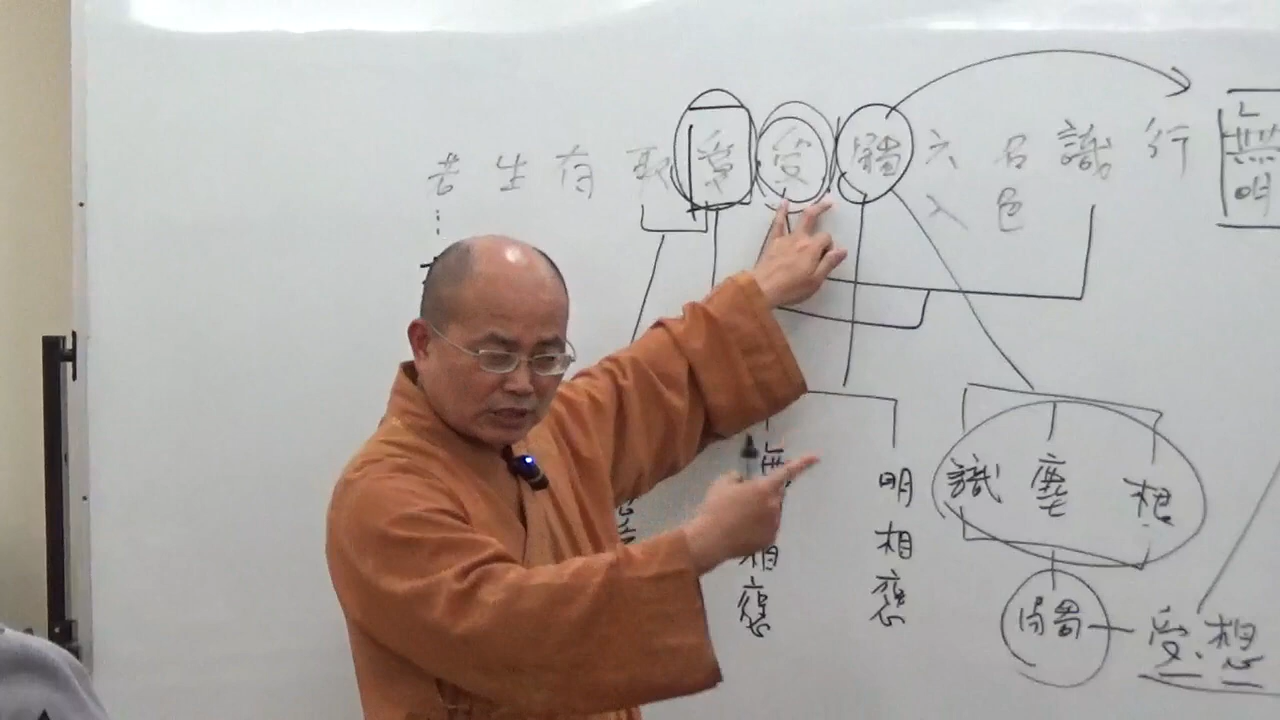 無明 行 識 名色 六入 觸 受 愛 取 有 生
明相應
相應
識 塵 根
觸 — 受.想